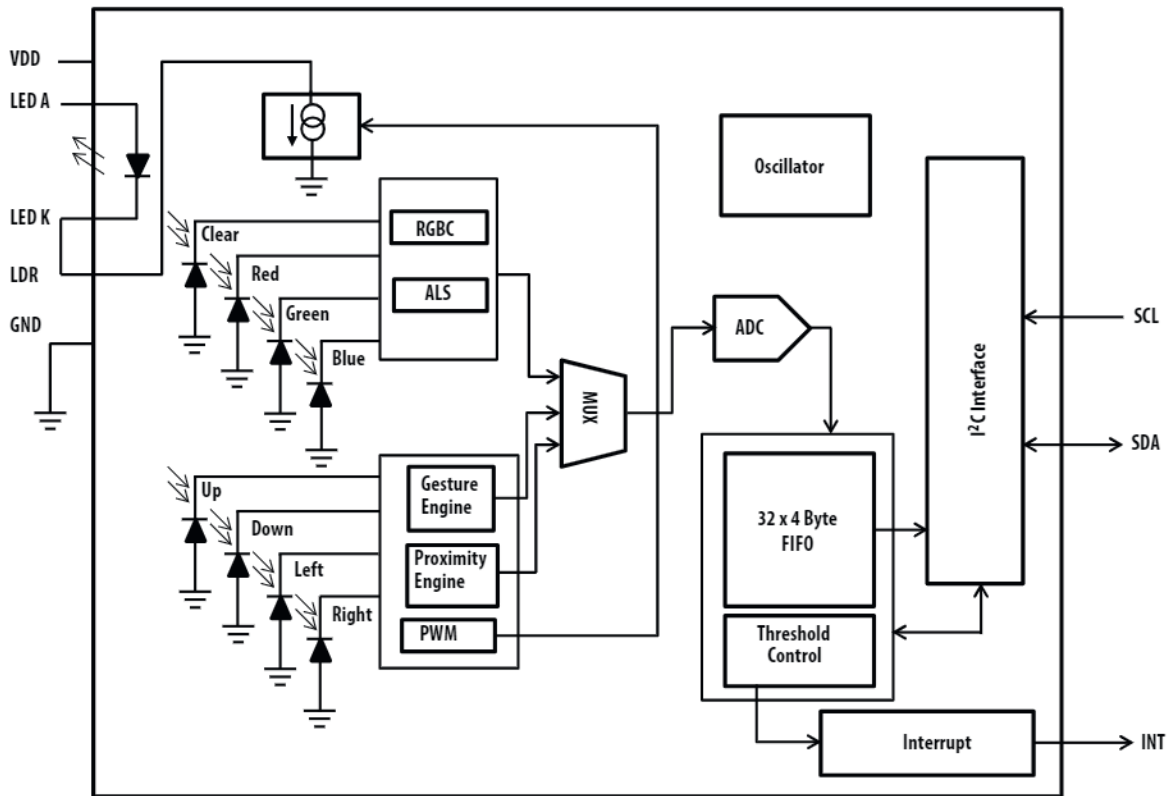 VDD
LED A
LED K
LDR
GND
Clear
Red
Green
Blue
RGBC
ALS
Up
Down
Left
Right
Gesture
Engine
Proximity
Engine
PWM
MUX
ADC
Oscillator
32 x 4 Byte
FIFO
Threshold
Control
I²C Interface
Interrupt
SCL
SDA
INT